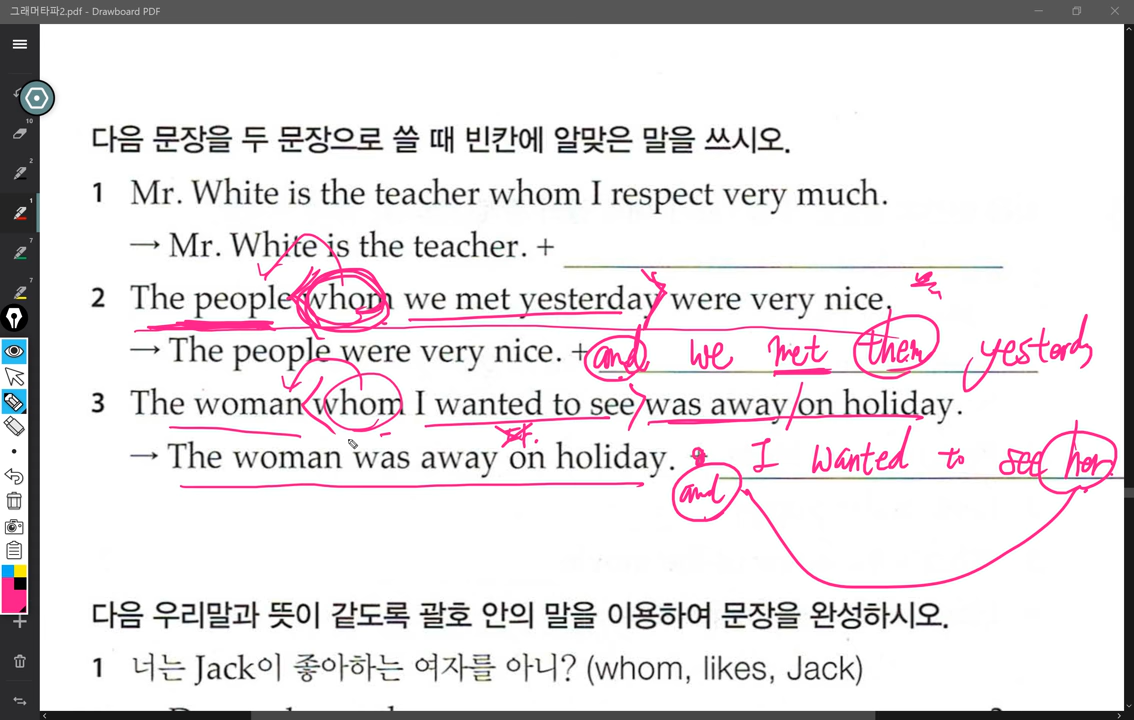 그래머타파2.pdf - Drawboard PDF
다음 문장을 두 문장으로 쓸 때 빈칸에 알맞은 말을 쓰시오.
1 Mr. White is the teacher whom I respect very much.
→ Mr. White is the teacher. +
2 The people whom we met yesterday were very nice.
→ The people were very nice. + and we met them yesterday
3 The woman whom I wanted to see was away on holiday.
→ The woman was away on holiday. + I wanted to see her
and
다음 우리말과 뜻이 같도록 괄호 안의 말을 이용하여 문장을 완성하시오.
1 너는 Jack이 좋아하는 여자를 아니? (whom, likes, Jack)
10
2
1
7
7